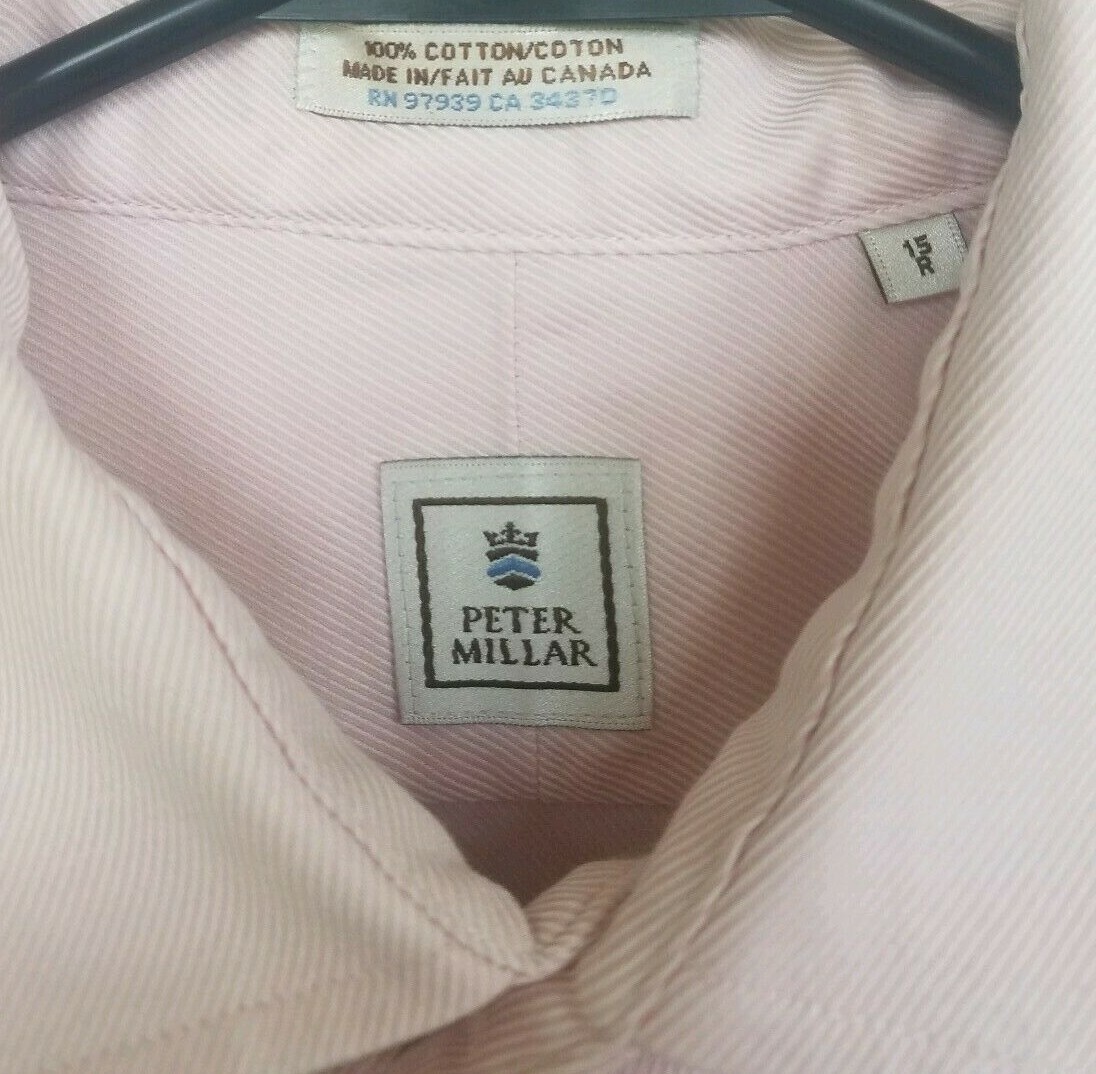 100% COTTON/COTON
MADE IN/FAIT AU CANADA
RN 97939 CA 34370
15
R
PETER
MILLAR